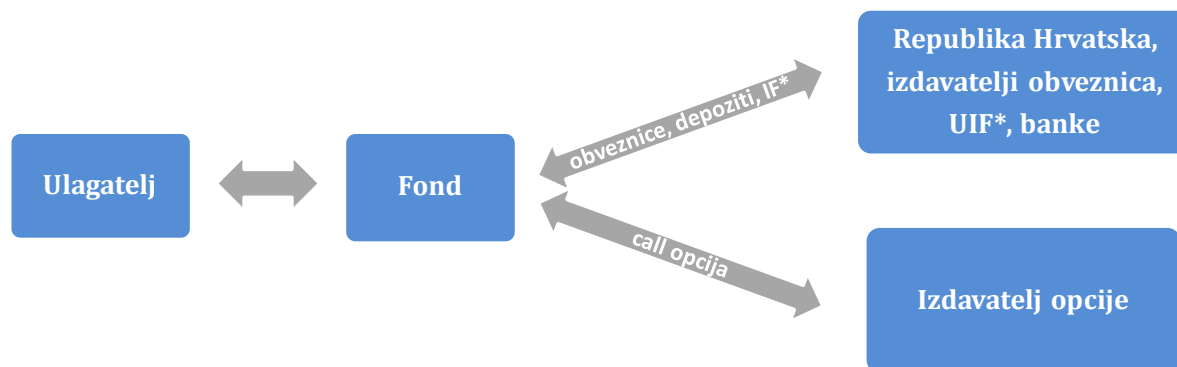 Republika Hrvatska,
izdavatelji obveznica,
UIF*, banke
obveznice, depoziti, IF*
Ulagatelj
Fond
call opcija
Izdavatelj opcije